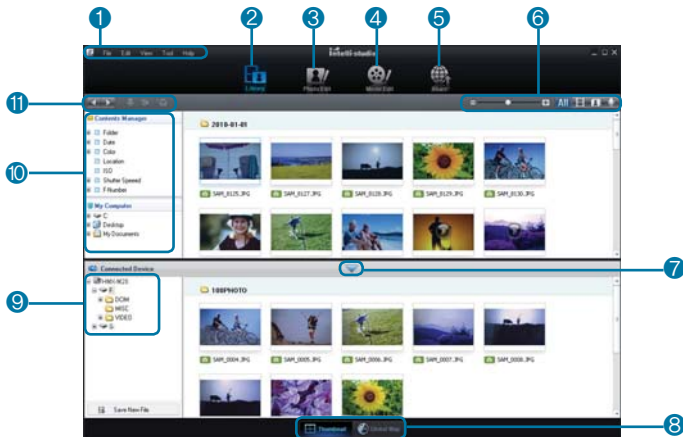 1 2 3 4 5 6
File Edit View Tool Help
Intelli-studio
Library Photo Edit Movie Edit Share
11
All
Contents Manager
Folder
Date
Color
Location
ISO
Shutter Speed
F Number
10
My Computer
C
Desktop
My Documents
2010-01-01
SAM_0125.JPG SAM_0127.JPG SAM_0128.JPG SAM_0129.JPG SAM_0130.JPG
7
Connected Device
9
E
DCIM
MISC
VIDEO
G
100PHOTO
SAM_0004.JPG SAM_0005.JPG SAM_0006.JPG SAM_0007.JPG SAM_0008.JPG
Save New File
Thumbnail Global Map
8